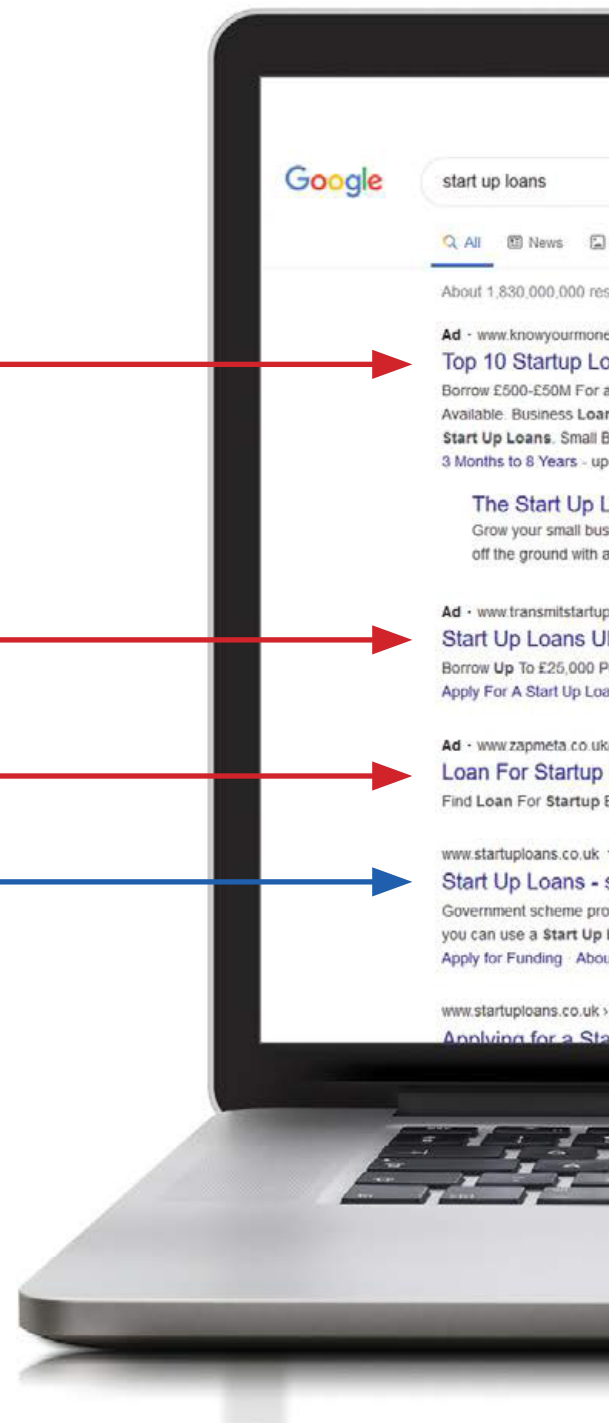 Google
start up loans
All News
About 1,830,000,000 res
Ad · www.knowyourmone
Top 10 Startup Lo
Borrow £500-£50M For a
Available. Business Loan
Start Up Loans. Small B
3 Months to 8 Years - up
The Start Up L
Grow your small bus
off the ground with a
Ad · www.transmitstartup
Start Up Loans U
Borrow Up To £25,000 P
Apply For A Start Up Loa
Ad · www.zapmeta.co.uk
Loan For Startup
Find Loan For Startup B
www.startuploans.co.uk
Start Up Loans - s
Government scheme pro
you can use a Start Up
Apply for Funding · Abou
www.startuploans.co.uk ›
Applying for a Sta